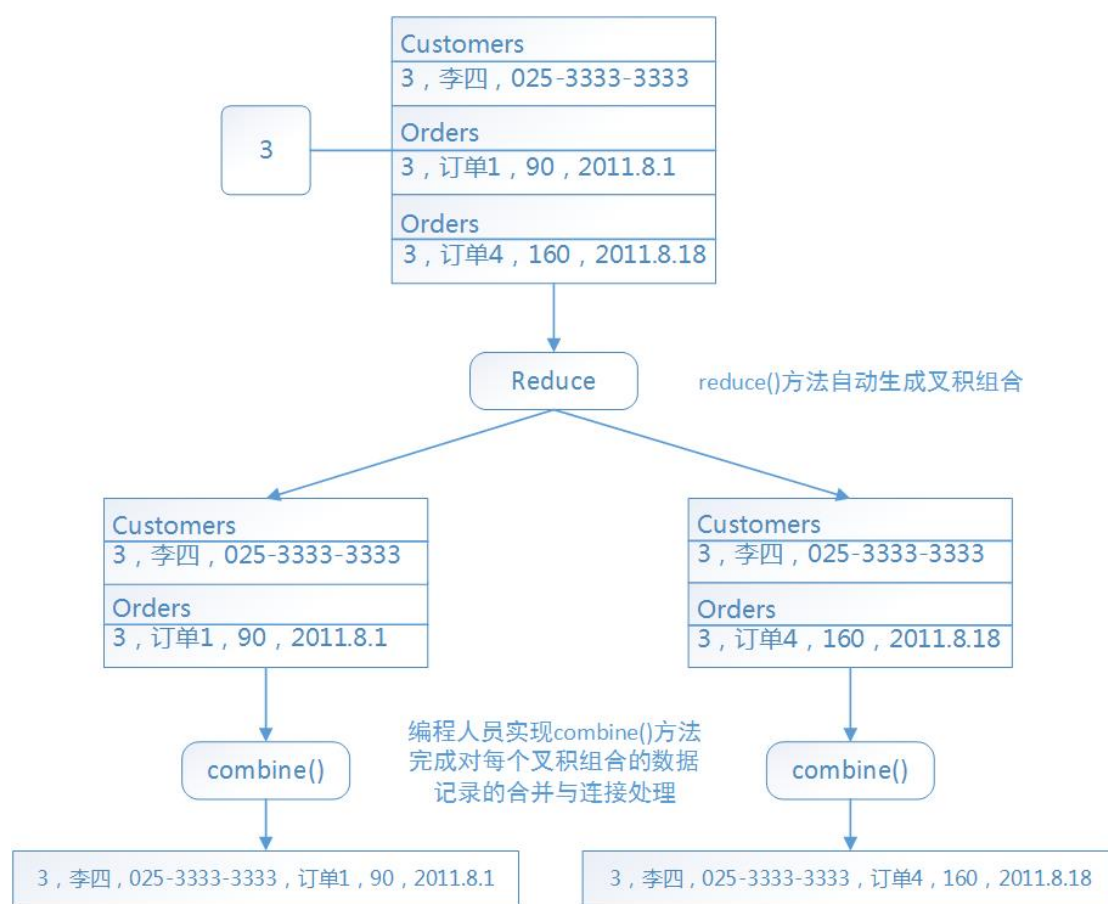 Customers
3，李四，025-3333-3333
3
Orders
3，订单1，90，2011.8.1
Orders
3，订单4，160，2011.8.18
Reduce
reduce()方法自动生成叉积组合
Customers
3，李四，025-3333-3333
Orders
3，订单1，90，2011.8.1
Customers
3，李四，025-3333-3333
Orders
3，订单4，160，2011.8.18
combine()
编程人员实现combine()方法
完成对每个叉积组合的数据
记录的合并与连接处理
combine()
3，李四，025-3333-3333，订单1，90，2011.8.1
3，李四，025-3333-3333，订单4，160，2011.8.18